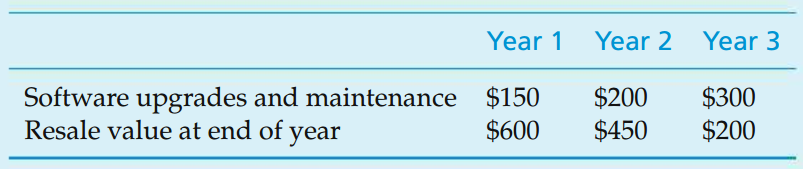 Year 1 Year 2 Year 3
Software upgrades and maintenance $150 $200 $300
Resale value at end of year $600 $450 $200